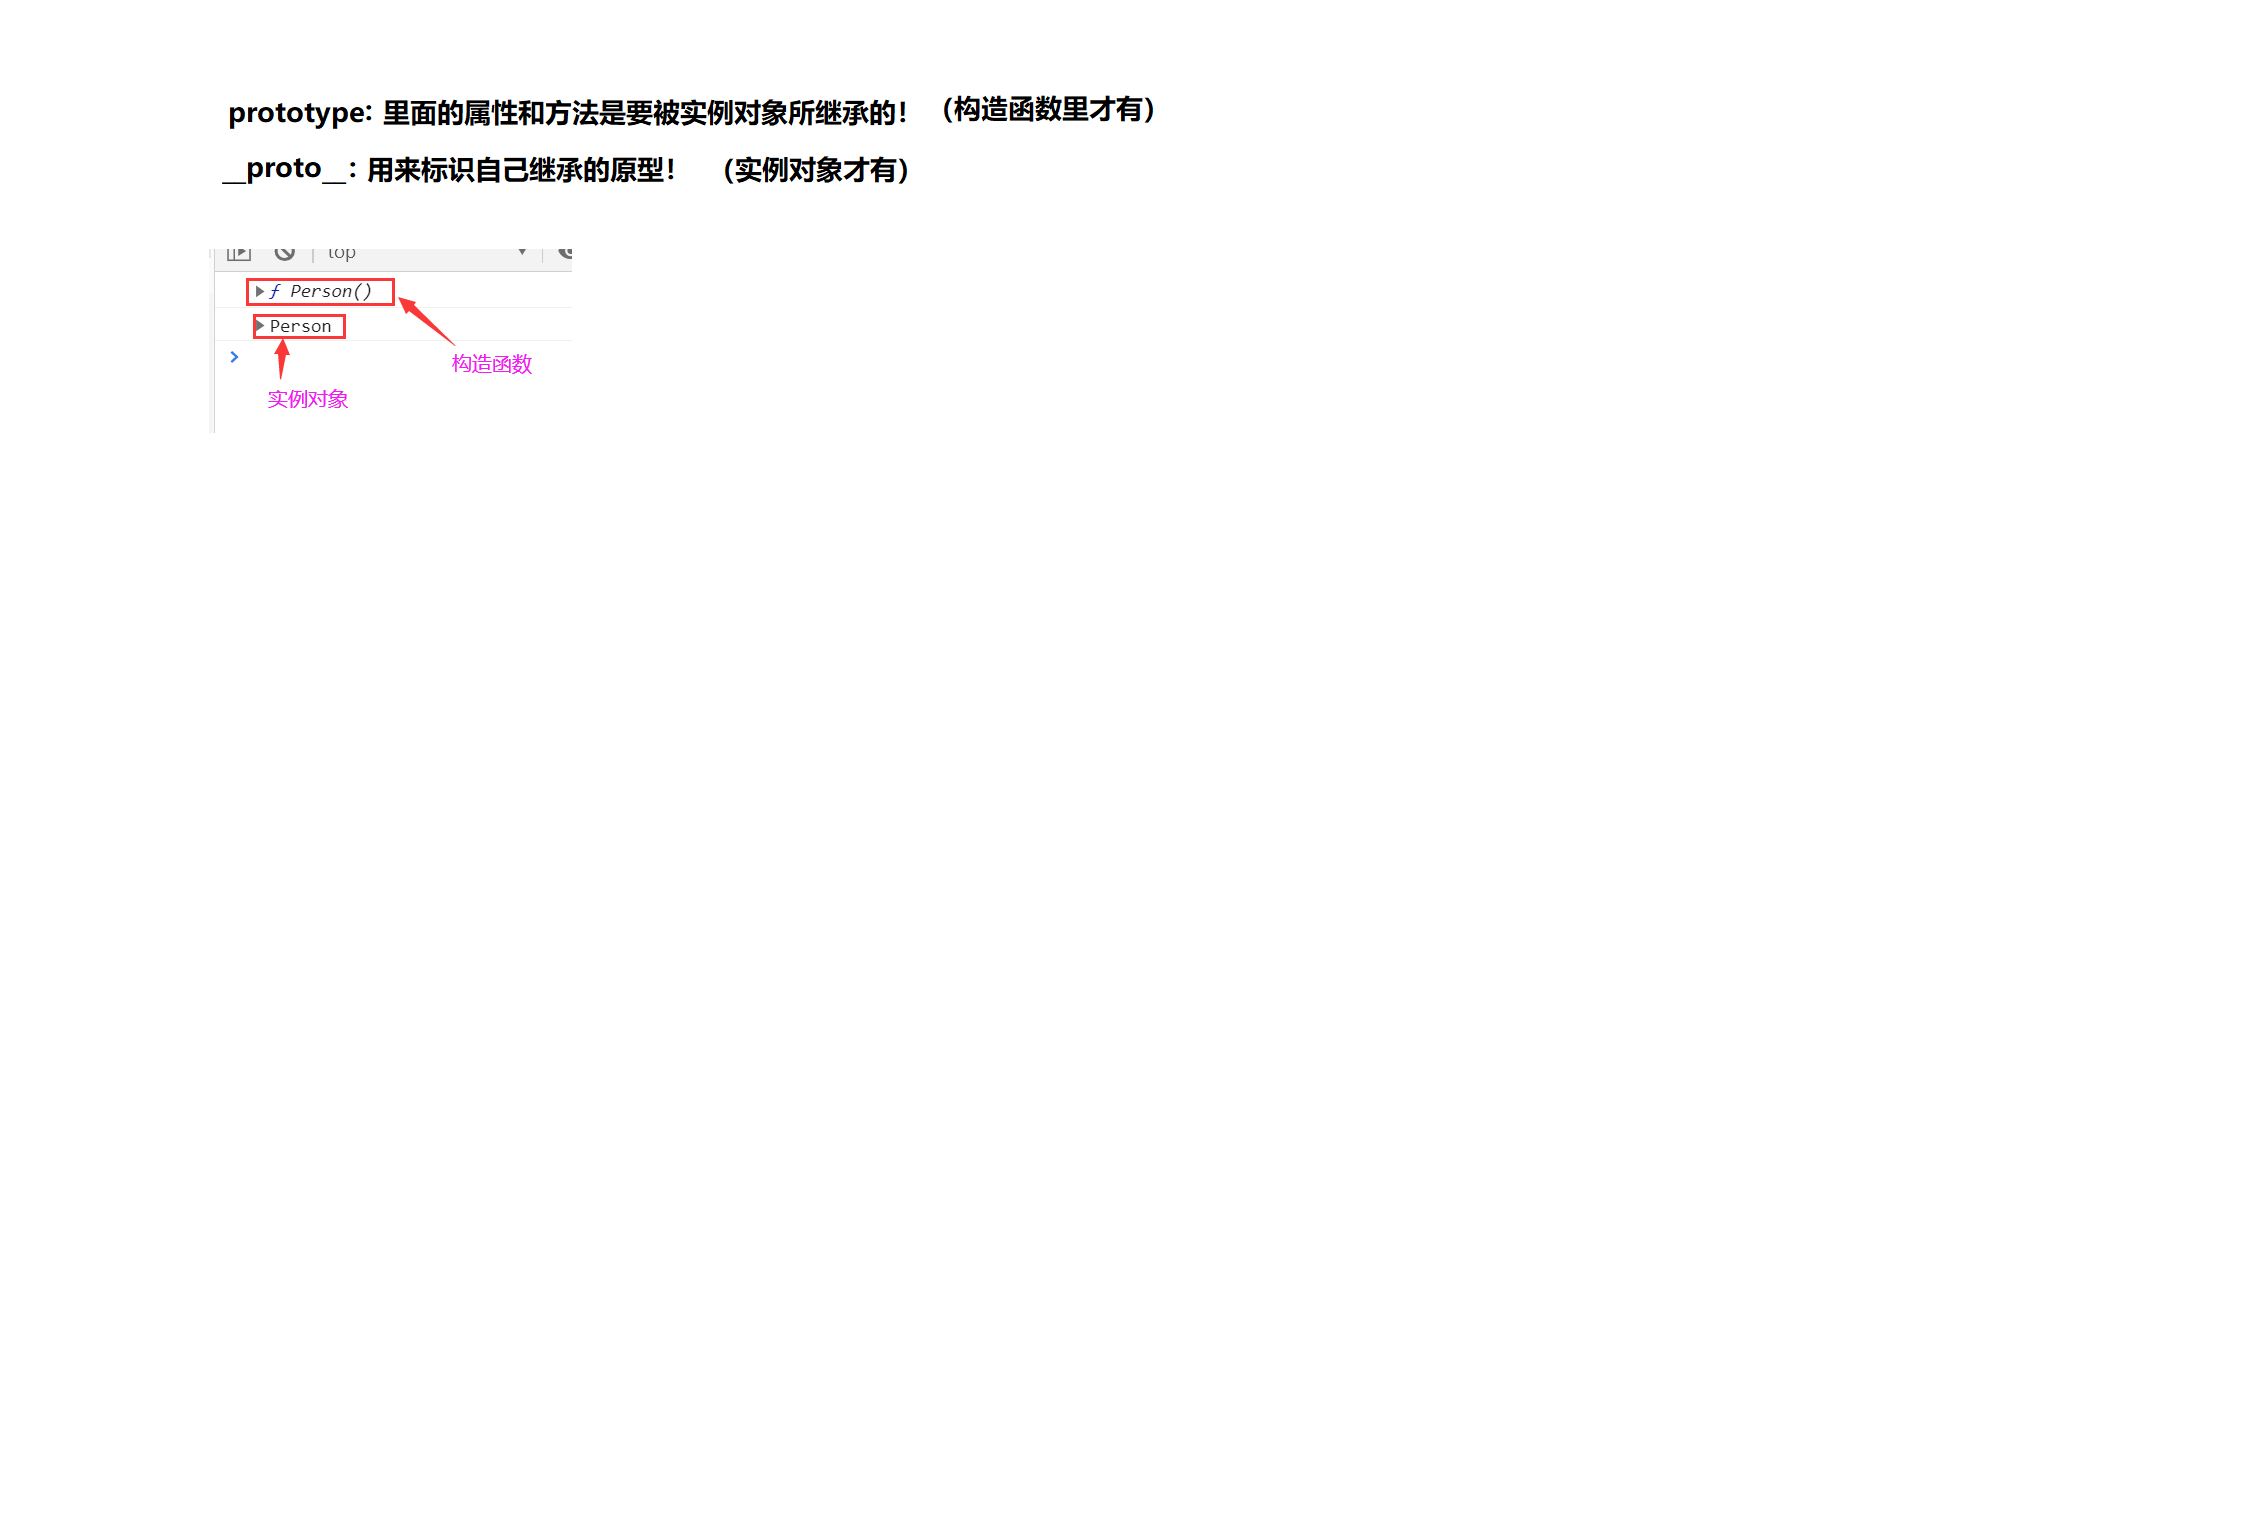 prototype: 里面的属性和方法是要被实例对象所继承的！（构造函数里才有）
__proto__: 用来标识自己继承的原型！（实例对象才有）
top
ƒ Person()
Person
构造函数
实例对象